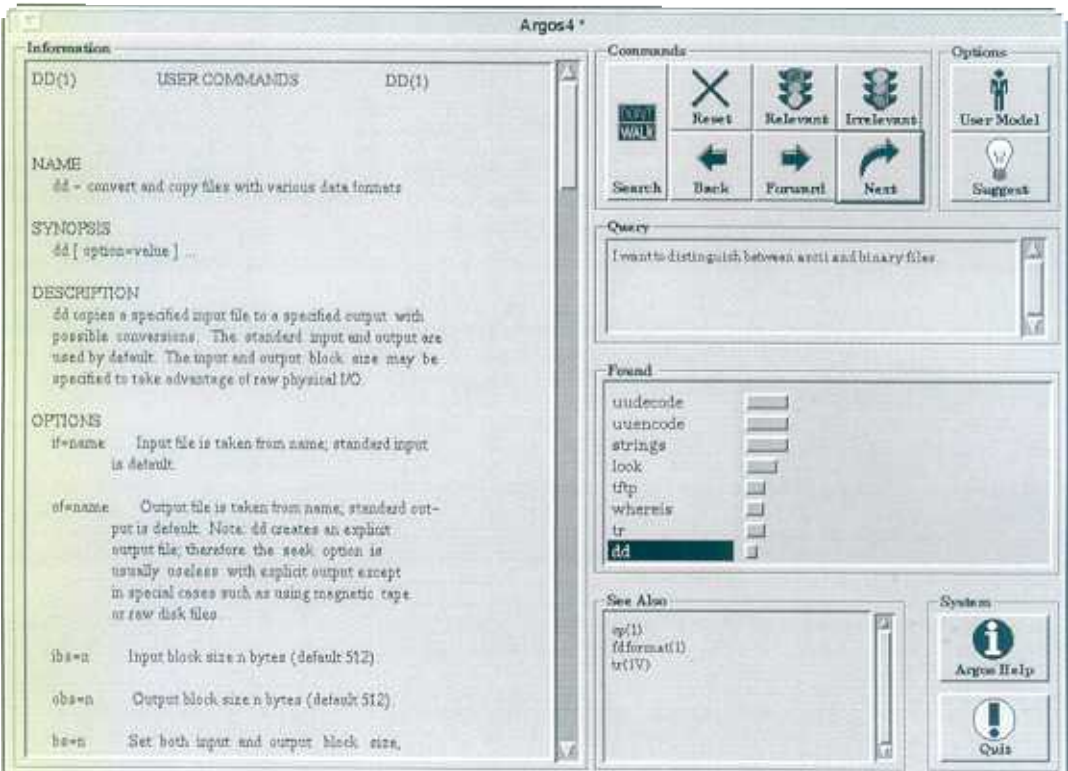 Argos4 *
Information
DD(1) USER COMMANDS DD(1)
NAME
dd - convert and copy files with various data formats
SYNOPSIS
dd [ option=value ] ...
DESCRIPTION
dd copies a specified input file to a specified output with
possible conversions. The standard input and output are
used by default. The input and output block size may be
specified to take advantage of raw physical I/O.
OPTIONS
if=name Input file is taken from name; standard input
is default.
of=name Output file is taken from name; standard out-
put is default. Note: dd creates an explicit
output file; therefore the seek option is
usually useless with explicit output except
in special cases such as using magnetic tape
or raw disk files.
ibs=n Input block size n bytes (default 512).
obs=n Output block size n bytes (default 512).
bs=n Set both input and output block size,
Commands
DONT
WALK
Search
Reset
Relevant
Irrelevant
Back
Forward
Next
Options
User Model
Suggest
Query
I want to distinguish between ascii and binary files
Found
uudecode
uuencode
strings
look
tftp
whereis
tr
dd
See Also
cp(1)
fdformat(1)
tr(1V)
System
Argos Help
Quit